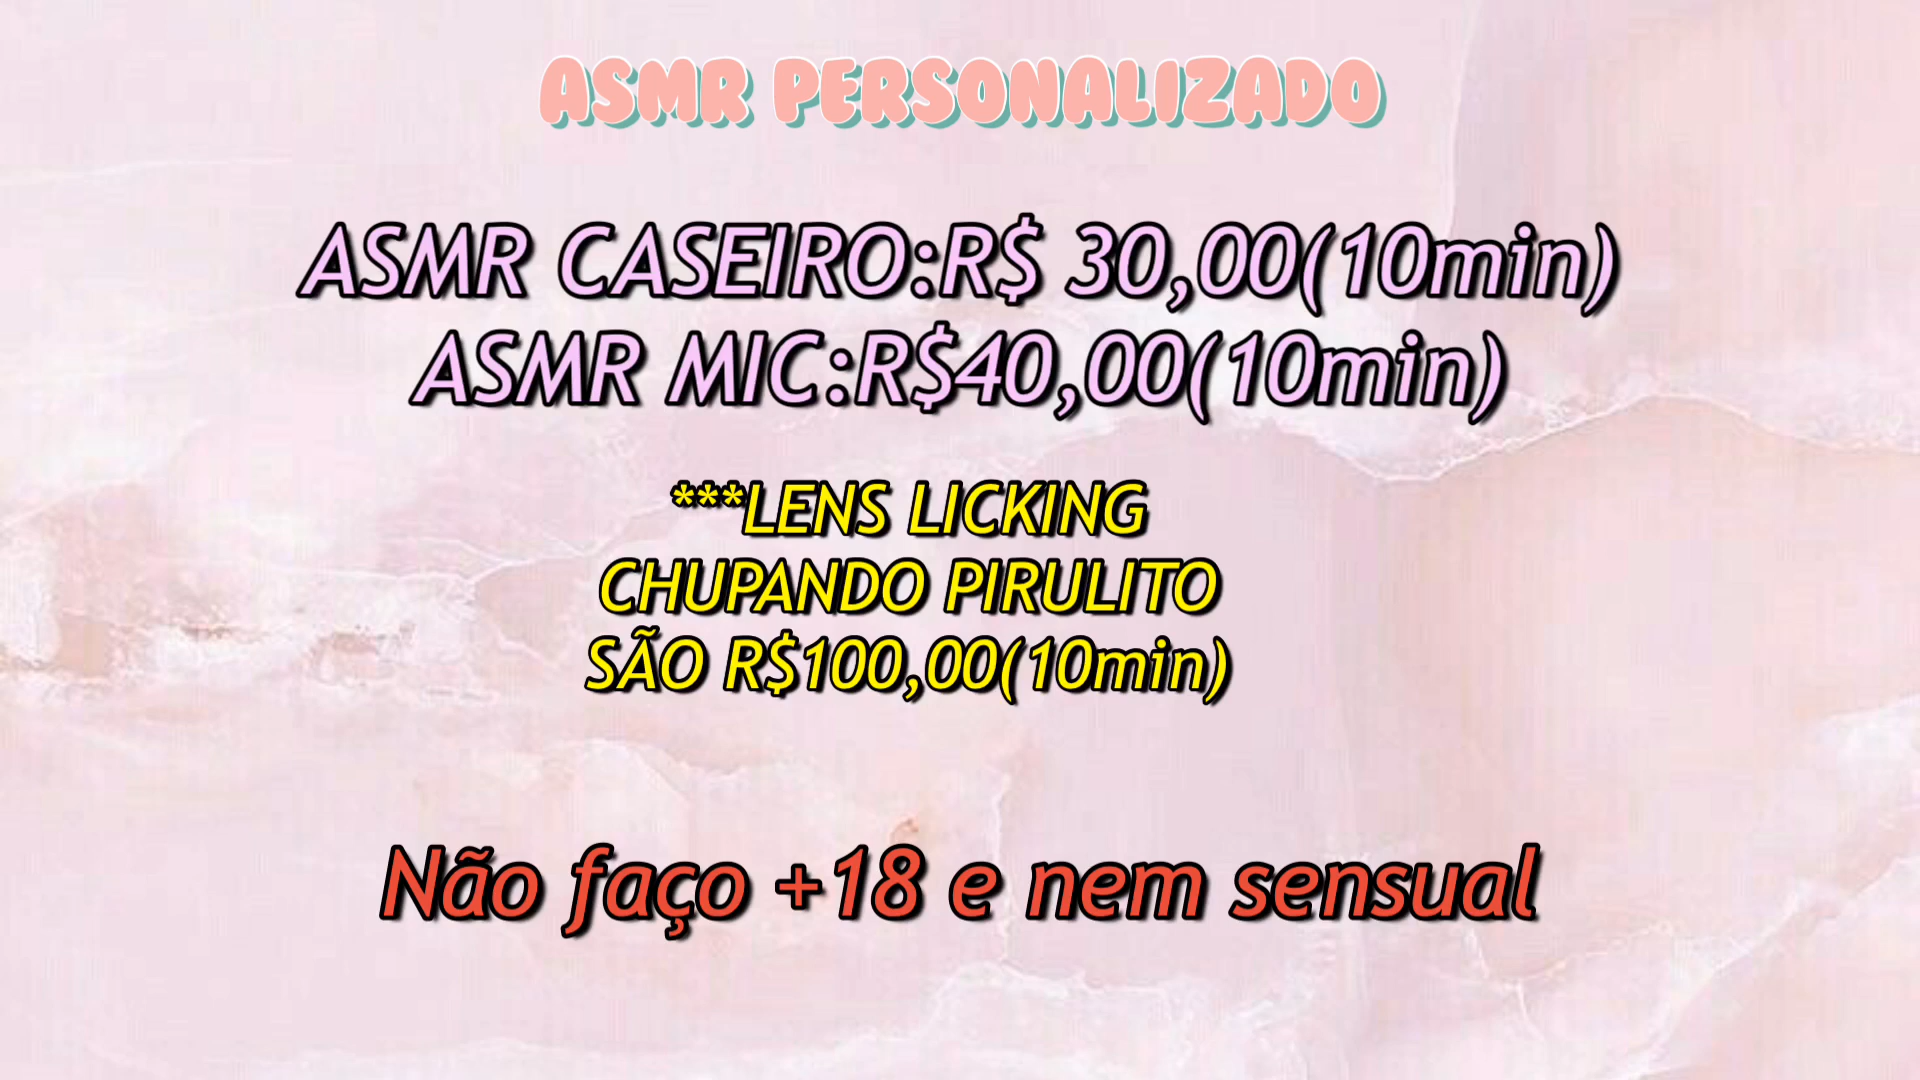 ASMR PERSONALIZADO
ASMR CASEIRO:R$ 30,00(10min)
ASMR MIC:R$40,00(10min)
***LENS LICKING
CHUPANDO PIRULITO
SÃO R$100,00(10min)
Não faço +18 e nem sensual